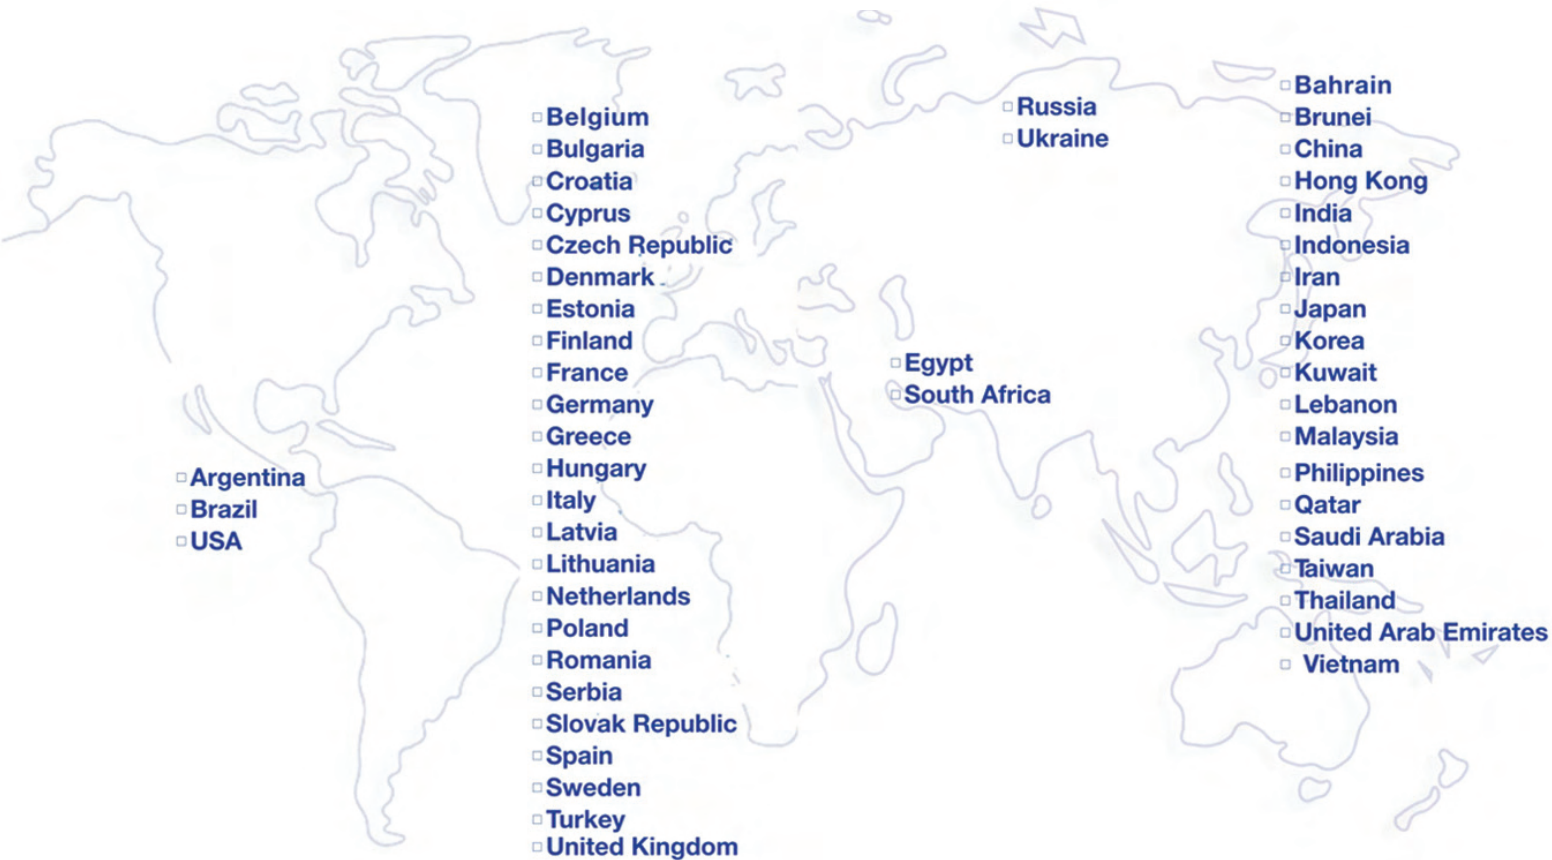 Argentina
Brazil
USA
Belgium
Bulgaria
Croatia
Cyprus
Czech Republic
Denmark
Estonia
Finland
France
Germany
Greece
Hungary
Italy
Latvia
Lithuania
Netherlands
Poland
Romania
Serbia
Slovak Republic
Spain
Sweden
Turkey
United Kingdom
Egypt
South Africa
Russia
Ukraine
Bahrain
Brunei
China
Hong Kong
India
Indonesia
Iran
Japan
Korea
Kuwait
Lebanon
Malaysia
Philippines
Qatar
Saudi Arabia
Taiwan
Thailand
United Arab Emirates
Vietnam